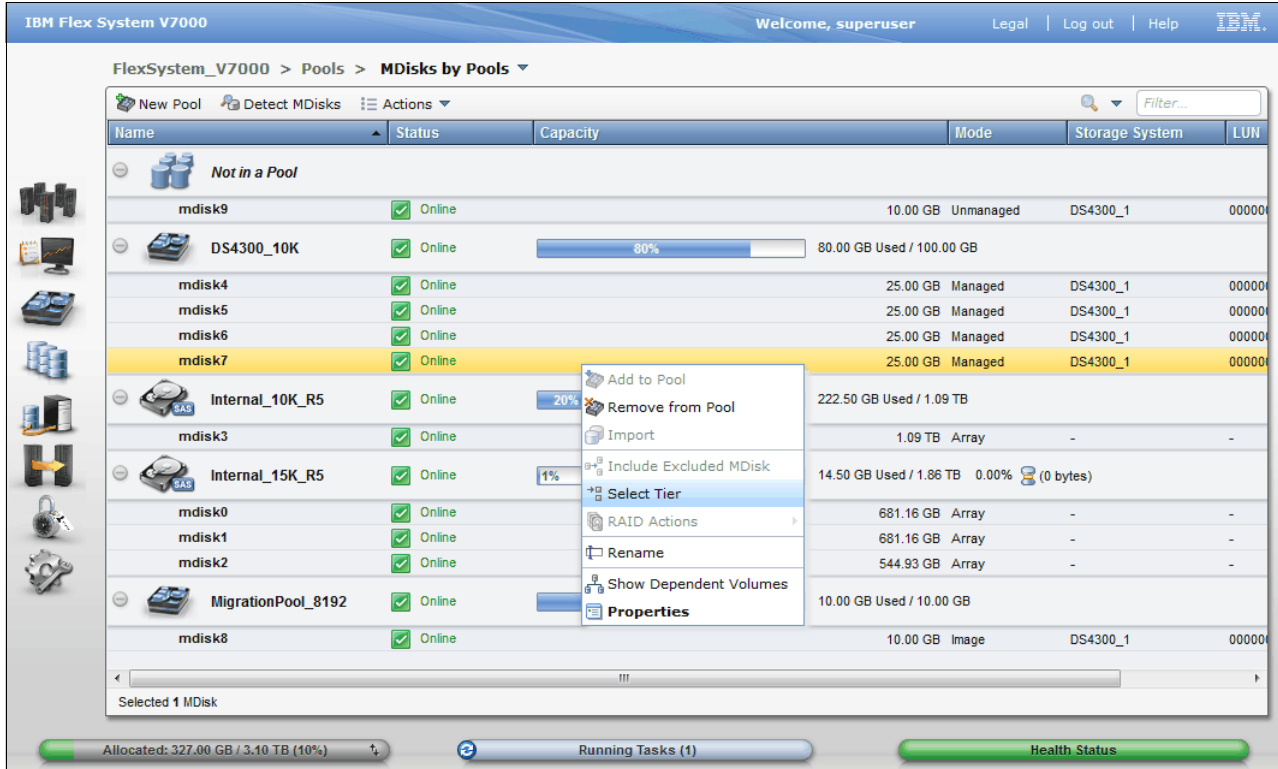 IBM Flex System V7000 Welcome, superuser Legal | Log out | Help IBM.
FlexSystem_V7000 > Pools > MDisks by Pools
New Pool Detect MDisks Actions Filter...
Name Status Capacity Mode Storage System LUN
Not in a Pool
mdisk9 Online 10.00 GB Unmanaged DS4300_1 00000
DS4300_10K Online 80% 80.00 GB Used / 100.00 GB
mdisk4 Online 25.00 GB Managed DS4300_1 00000
mdisk5 Online 25.00 GB Managed DS4300_1 00000
mdisk6 Online 25.00 GB Managed DS4300_1 00000
mdisk7 Online 25.00 GB Managed DS4300_1 00000
Add to Pool
SAS Internal_10K_R5 Online 20% Remove from Pool 222.50 GB Used / 1.09 TB
mdisk3 Online Import 1.09 TB Array - -
Include Excluded MDisk
SAS Internal_15K_R5 Online 1% 14.50 GB Used / 1.86 TB 0.00% (0 bytes)
Select Tier
mdisk0 Online 681.16 GB Array - -
RAID Actions
mdisk1 Online 681.16 GB Array - -
Rename
mdisk2 Online 544.93 GB Array - -
Show Dependent Volumes
MigrationPool_8192 Online 10.00 GB Used / 10.00 GB
Properties
mdisk8 Online 10.00 GB Image DS4300_1 00000
Selected 1 MDisk
Allocated: 327.00 GB / 3.10 TB (10%) Running Tasks (1) Health Status